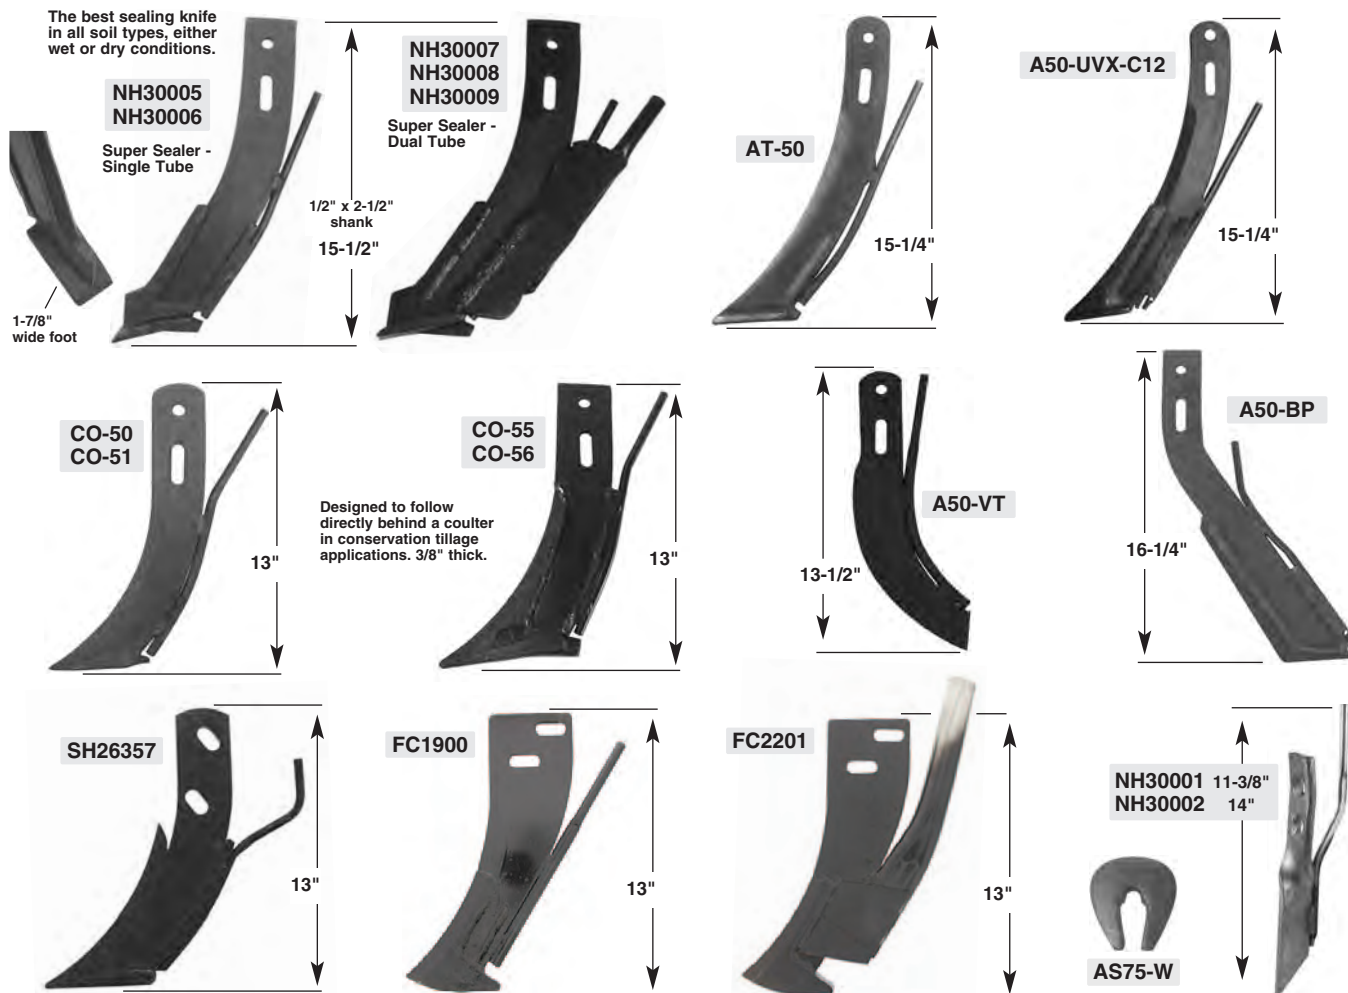 The best sealing knife
in all soil types, either
wet or dry conditions.
NH30005
NH30006
Super Sealer -
Single Tube
1-7/8"
wide foot
1/2" x 2-1/2"
shank
15-1/2"
NH30007
NH30008
NH30009
Super Sealer -
Dual Tube
AT-50
15-1/4"
A50-UVX-C12
15-1/4"
CO-50
CO-51
13"
CO-55
CO-56
Designed to follow
directly behind a coulter
in conservation tillage
applications. 3/8" thick.
13"
A50-VT
13-1/2"
A50-BP
16-1/4"
SH26357
13"
FC1900
13"
FC2201
13"
NH30001 11-3/8"
NH30002 14"
AS75-W